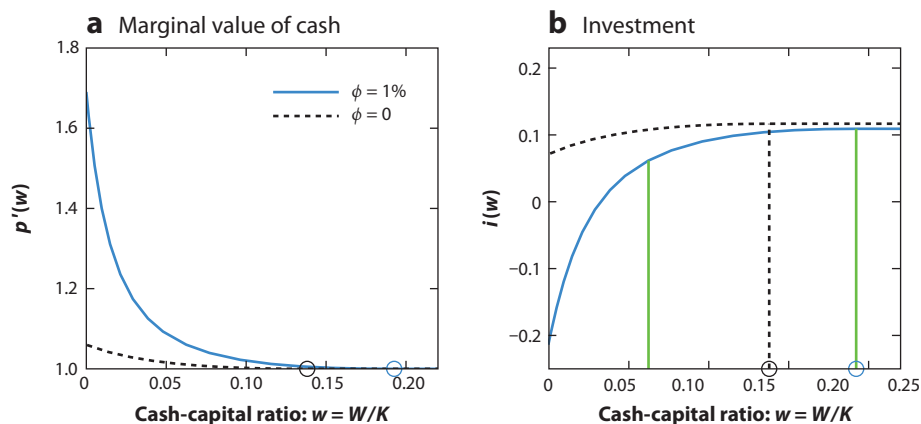 a Marginal value of cash
1.8
1.6
1.4
1.2
1.0
p'(w)
ϕ = 1%
ϕ = 0
0
0.05
0.10
0.15
0.20
Cash-capital ratio: w = W/K
b Investment
0.2
0.1
0
−0.1
−0.2
i(w)
0
0.05
0.10
0.15
0.20
0.25
Cash-capital ratio: w = W/K